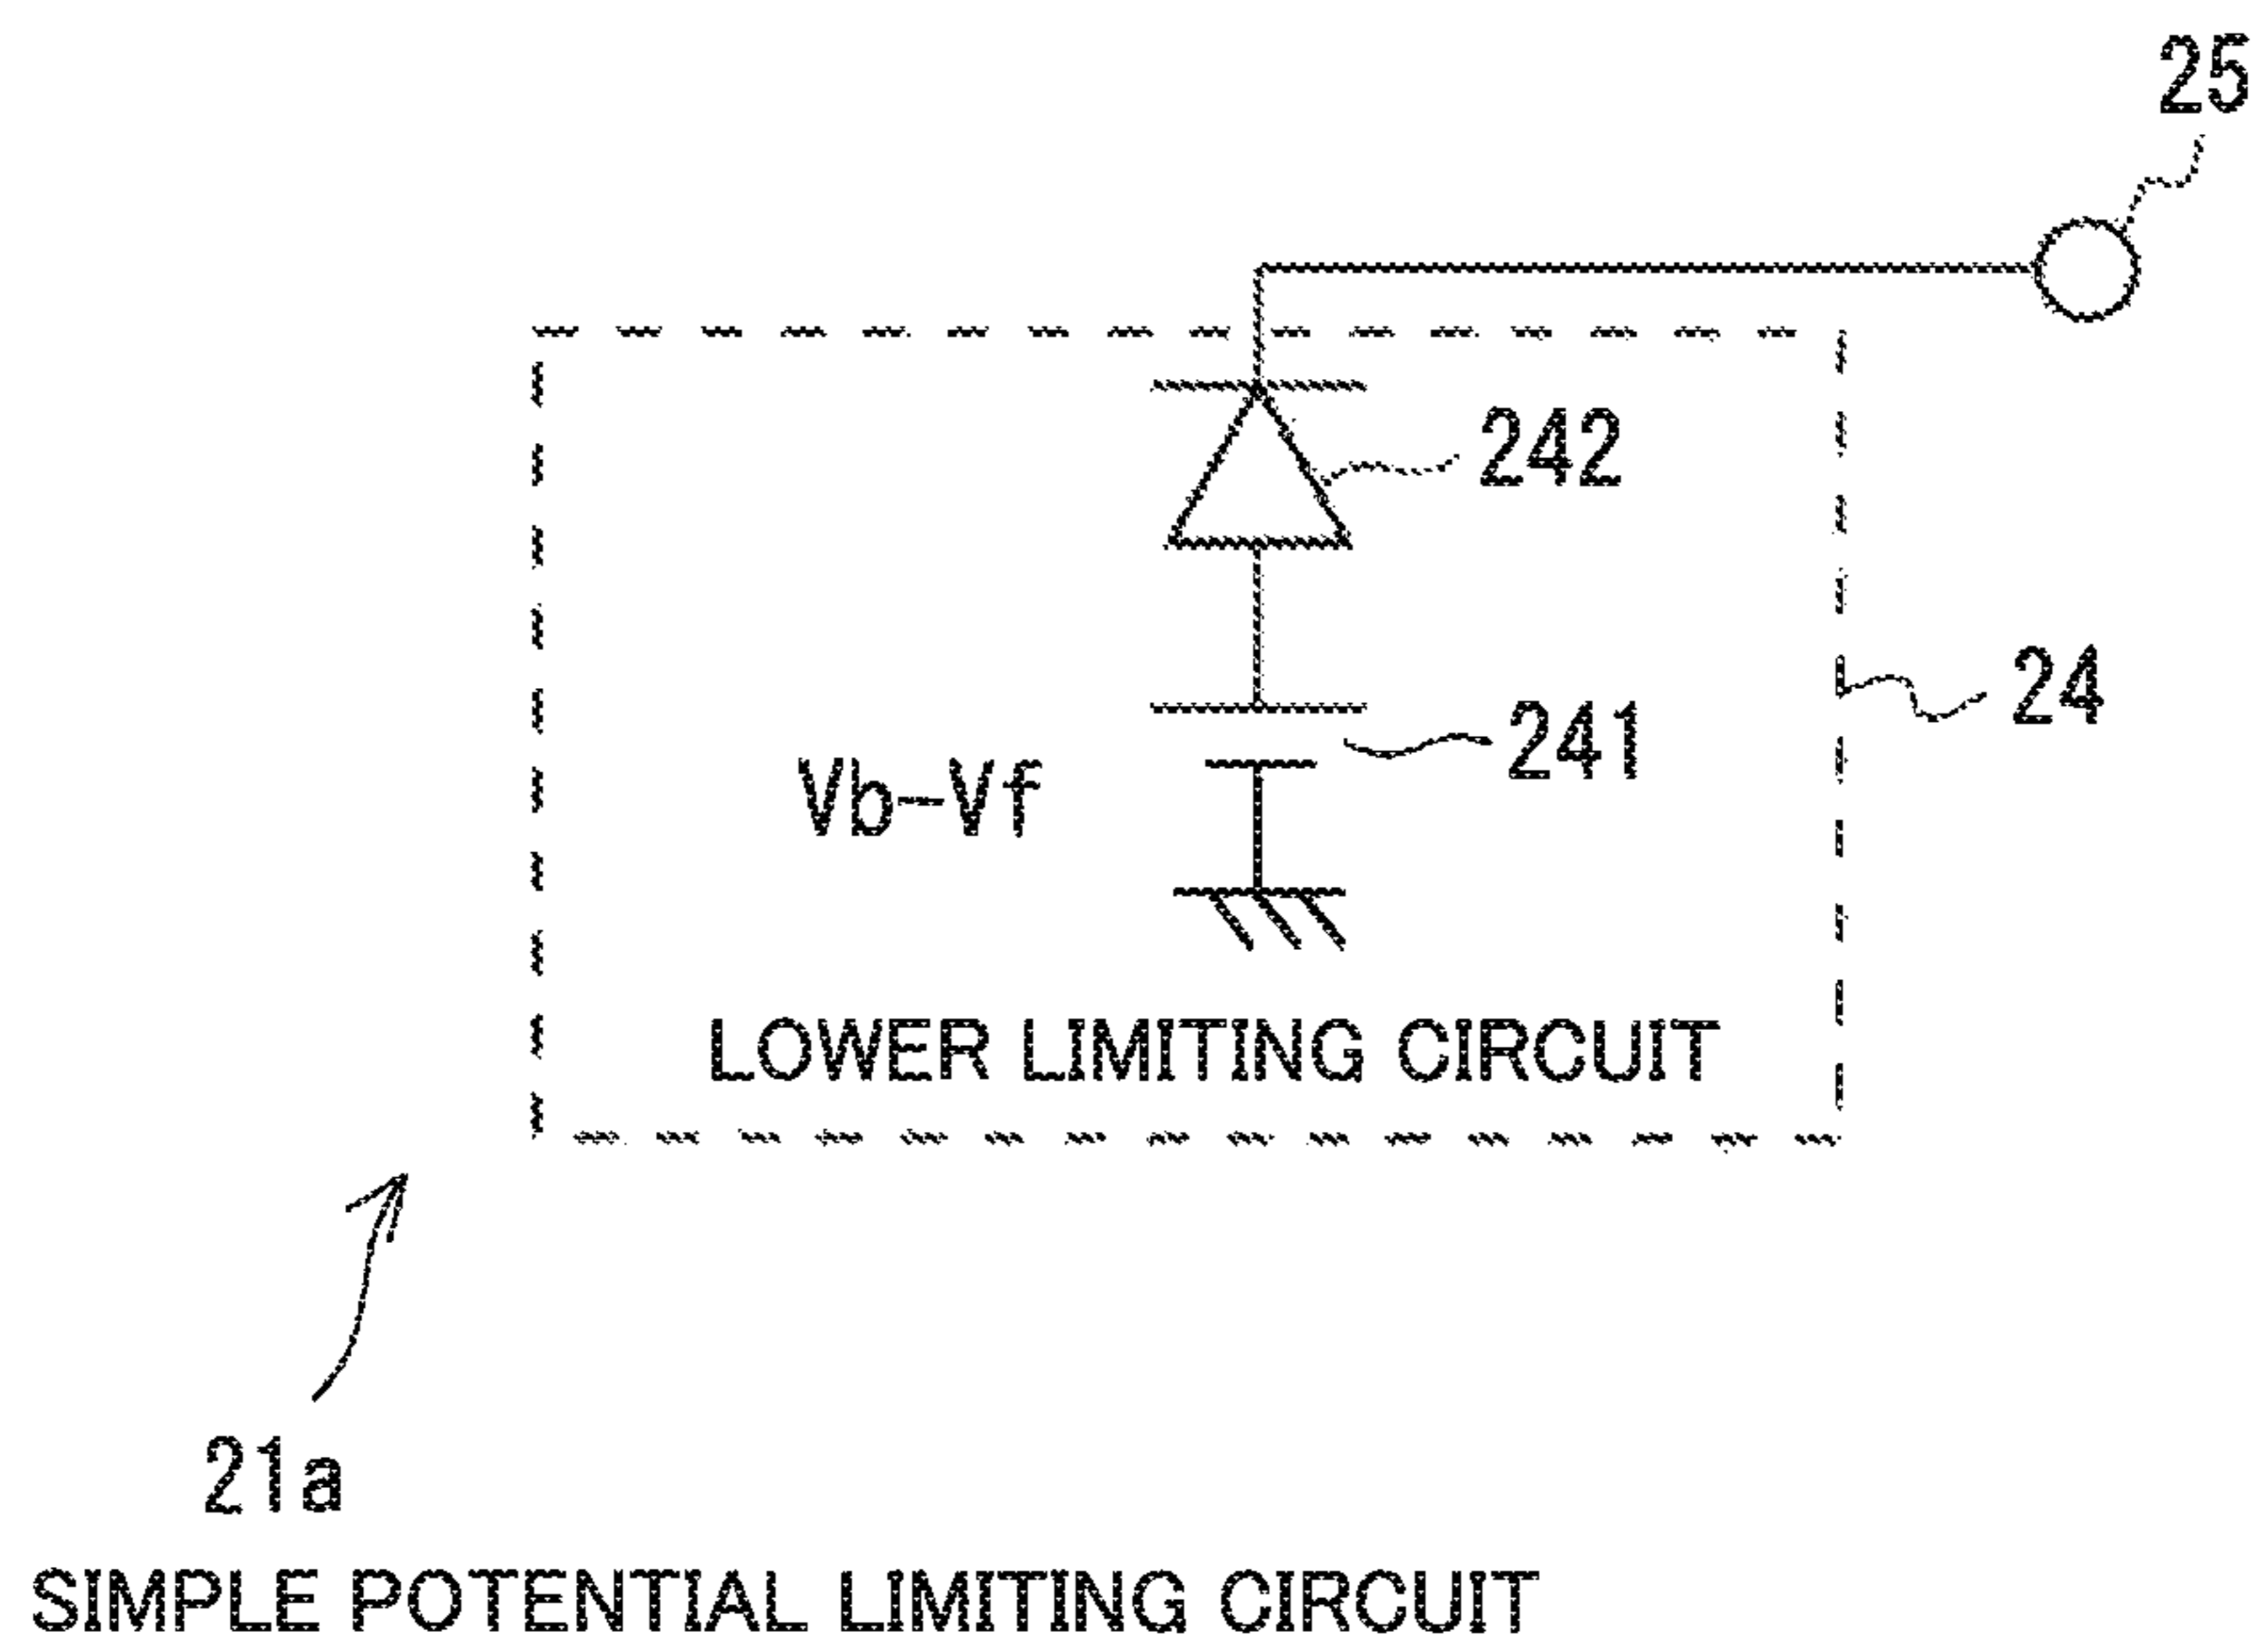 25
242
24
241
Vb-Vf
LOWER LIMITING CIRCUIT
21a
SIMPLE POTENTIAL LIMITING CIRCUIT